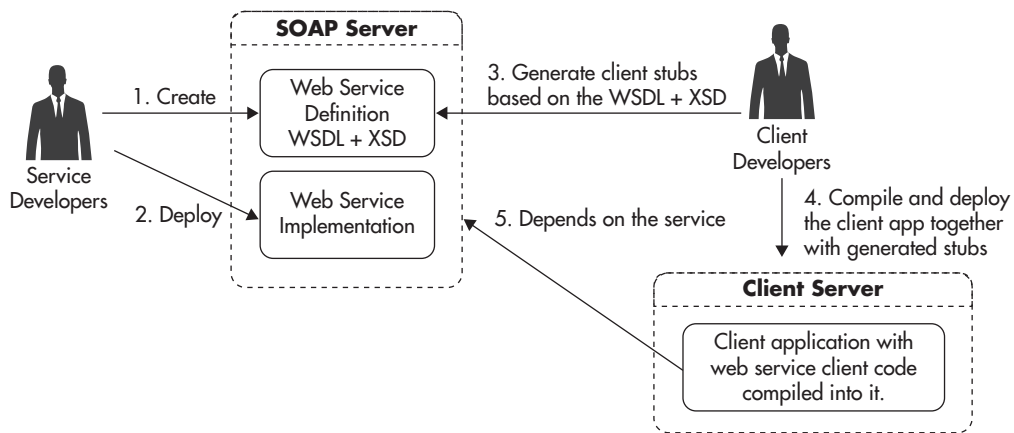 SOAP Server
1. Create
Web Service
Definition
WSDL + XSD
3. Generate client stubs
based on the WSDL + XSD
Service
Developers
Client
Developers
2. Deploy
Web Service
Implementation
5. Depends on the service
4. Compile and deploy
the client app together
with generated stubs
Client Server
Client application with
web service client code
compiled into it.